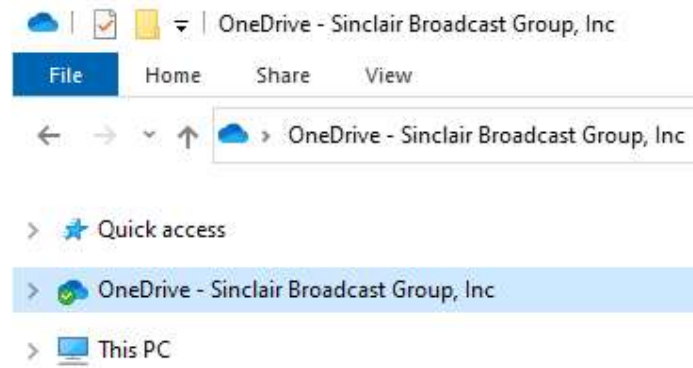 OneDrive - Sinclair Broadcast Group, Inc
File Home Share View
OneDrive - Sinclair Broadcast Group, Inc
Quick access
OneDrive - Sinclair Broadcast Group, Inc
This PC